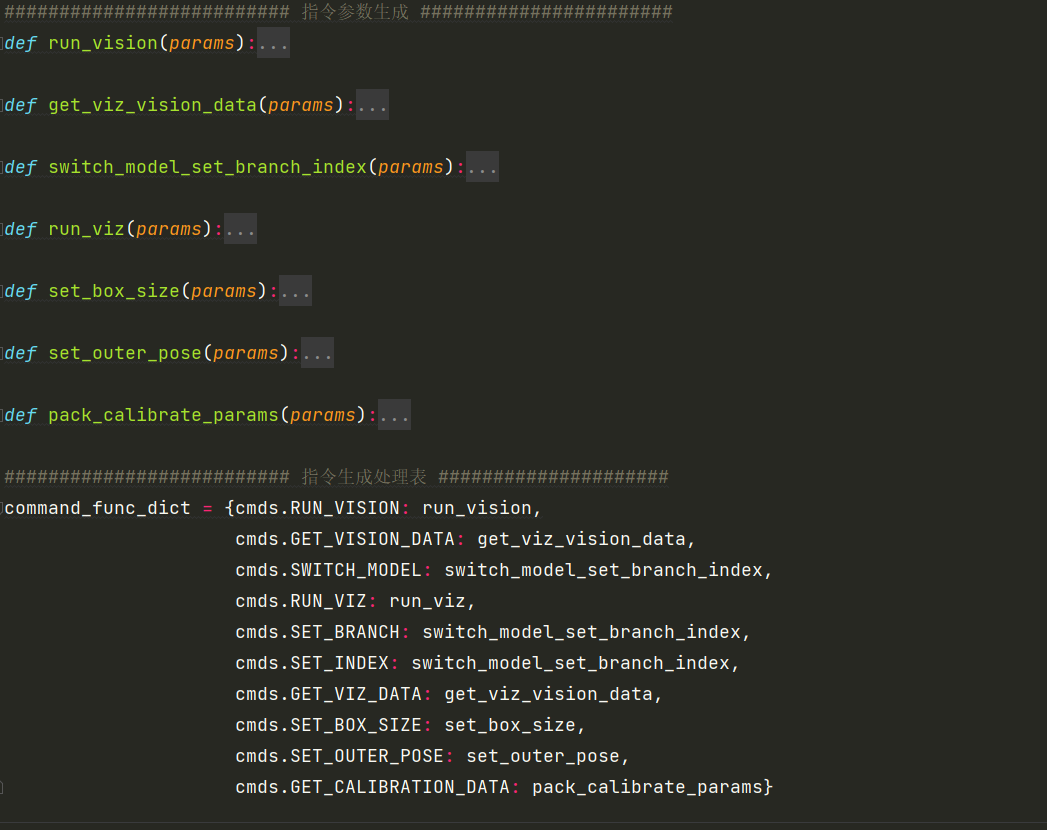 ########################## 指令参数生成 #######################
def run_vision(params):...
def get_viz_vision_data(params):...
def switch_model_set_branch_index(params):...
def run_viz(params):...
def set_box_size(params):...
def set_outer_pose(params):...
def pack_calibrate_params(params):...
########################## 指令生成处理表 #####################
command_func_dict = {cmds.RUN_VISION: run_vision,
cmds.GET_VISION_DATA: get_viz_vision_data,
cmds.SWITCH_MODEL: switch_model_set_branch_index,
cmds.RUN_VIZ: run_viz,
cmds.SET_BRANCH: switch_model_set_branch_index,
cmds.SET_INDEX: switch_model_set_branch_index,
cmds.GET_VIZ_DATA: get_viz_vision_data,
cmds.SET_BOX_SIZE: set_box_size,
cmds.SET_OUTER_POSE: set_outer_pose,
cmds.GET_CALIBRATION_DATA: pack_calibrate_params}